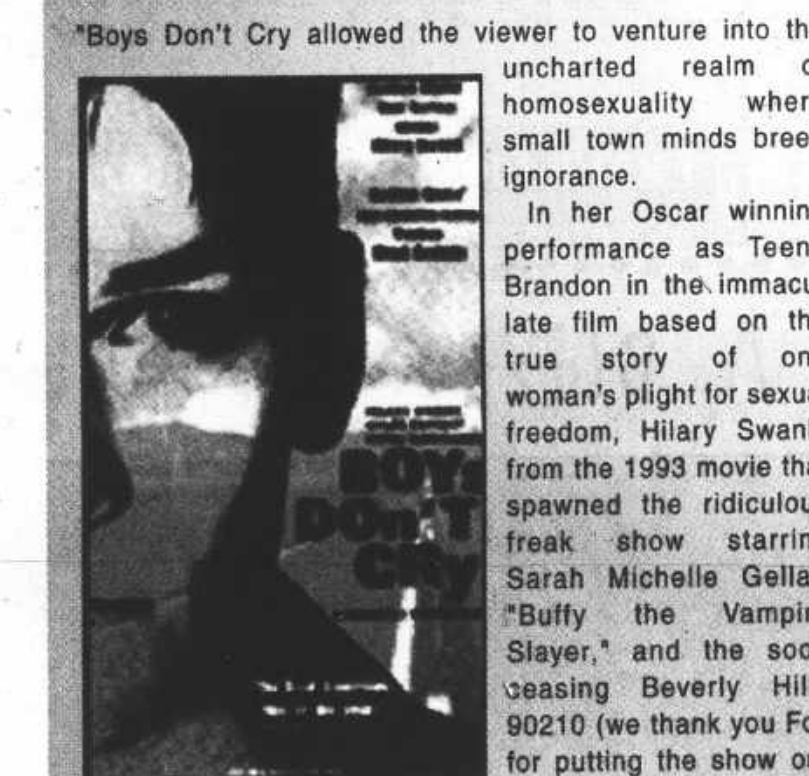 "Boys Don't Cry allowed the viewer to venture into th
uncharted realm o
homosexuality wher
small town minds bree
ignorance.
In her Oscar winnin
performance as Teen
Brandon in the immacu
late film based on th
true story of on
woman's plight for sexua
freedom, Hilary Swan
from the 1993 movie tha
spawned the ridiculou
freak show starrin
Sarah Michelle Gella
"Buffy the Vampir
Slayer," and the soo
ceasing Beverly Hil
90210 (we thank you Fo
for putting the show o
BOYs
DOn'T
CRy